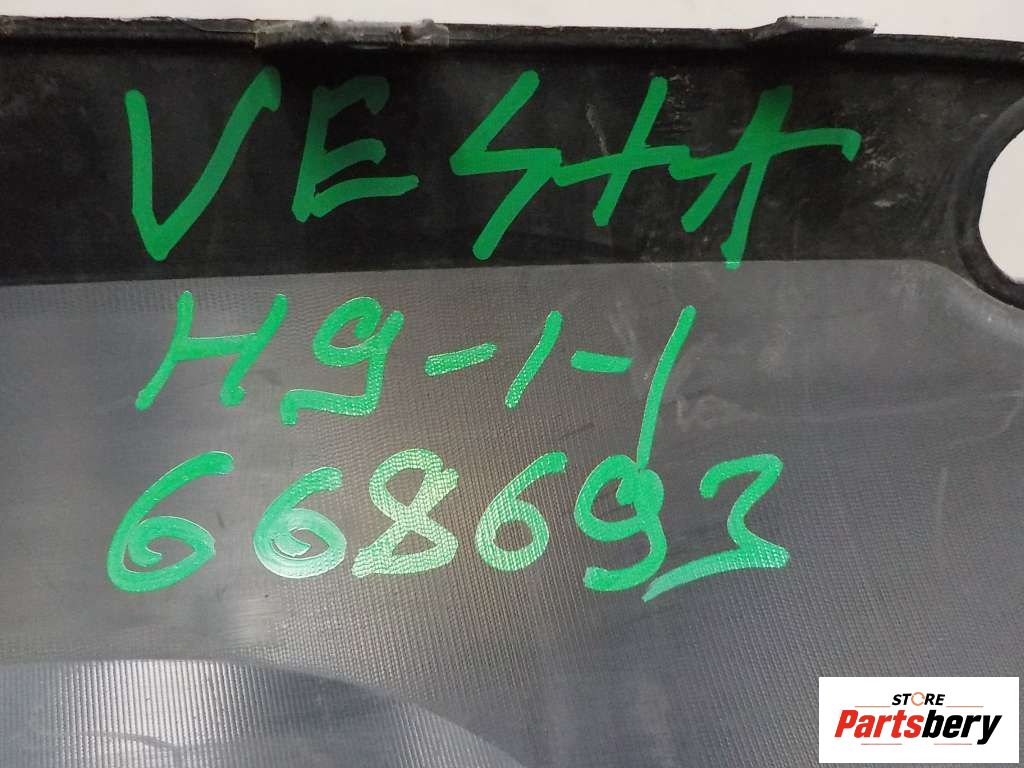 VESTA
H9-1-1
668693
STORE
Partsbery